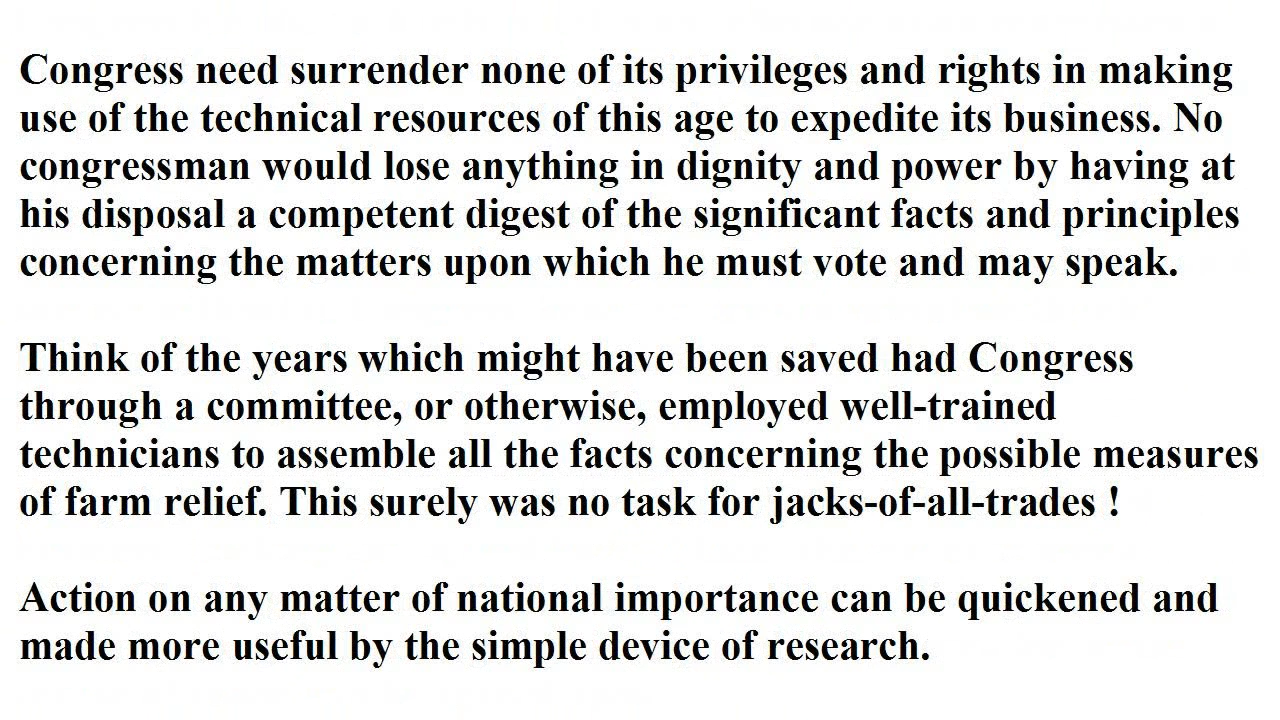 Congress need surrender none of its privileges and rights in making
use of the technical resources of this age to expedite its business. No
congressman would lose anything in dignity and power by having at
his disposal a competent digest of the significant facts and principles
concerning the matters upon which he must vote and may speak.
Think of the years which might have been saved had Congress
through a committee, or otherwise, employed well-trained
technicians to assemble all the facts concerning the possible measures
of farm relief. This surely was no task for jacks-of-all-trades !
Action on any matter of national importance can be quickened and
made more useful by the simple device of research.